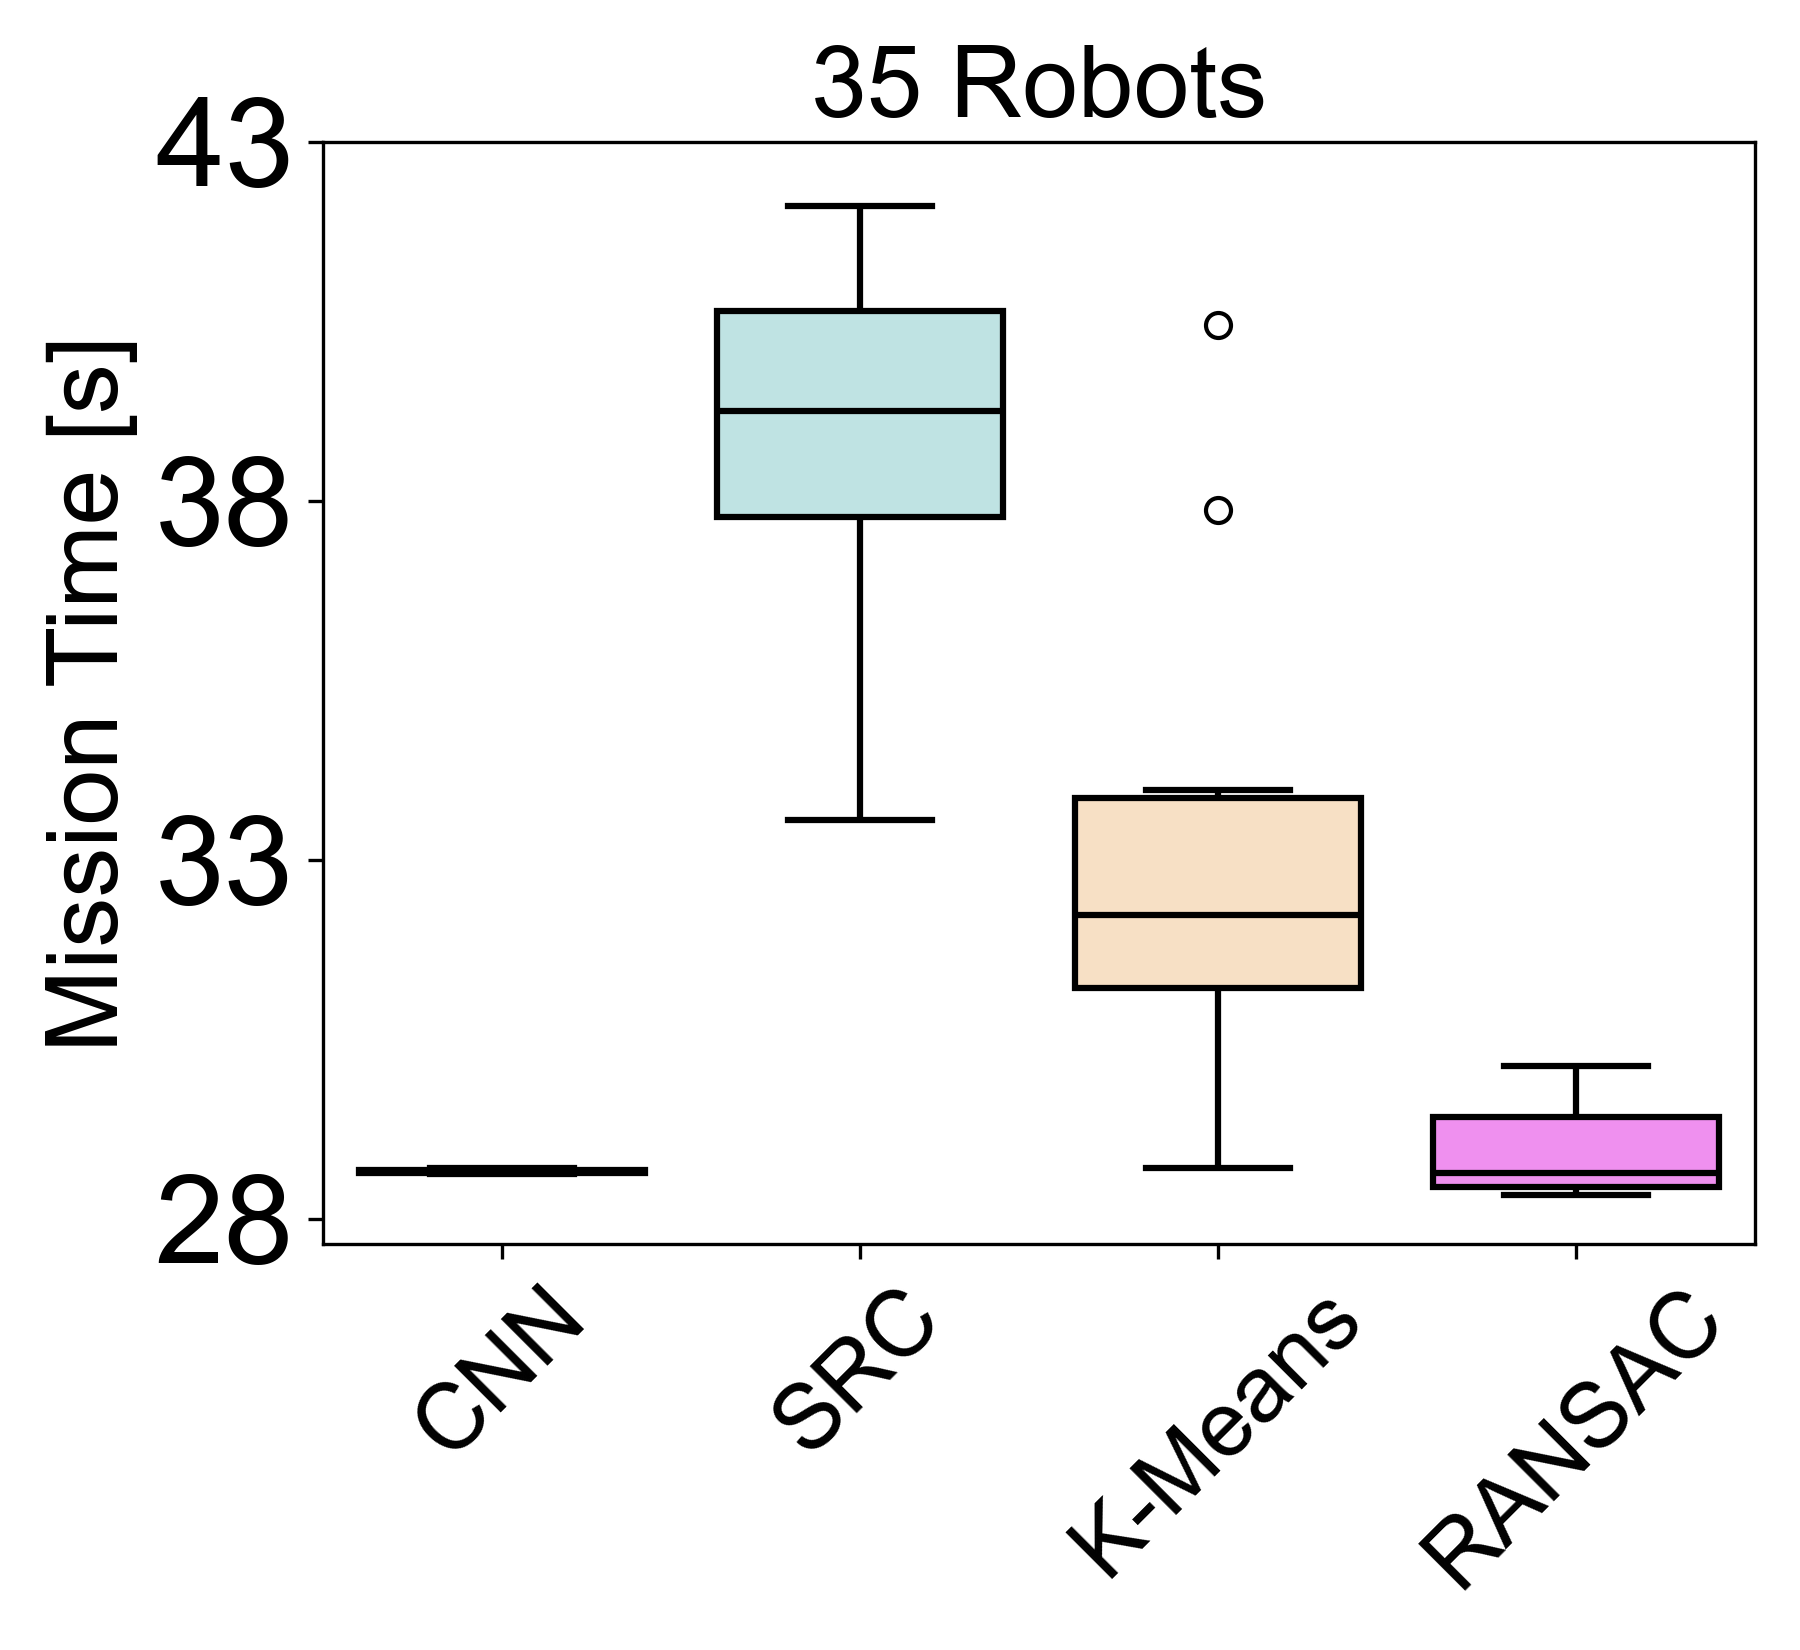 35 Robots
43
38
33
28
Mission Time [s]
CNN
SRC
K-Means
RANSAC